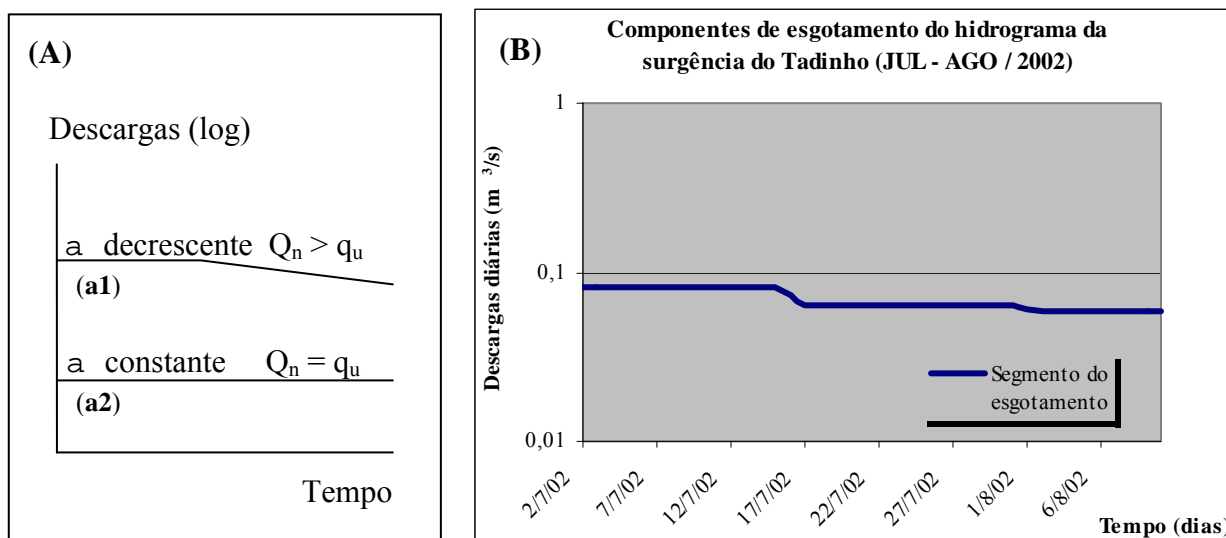 (A)
Descargas (log)
a decrescente Qn > qu
(a1)
a constante Qn = qu
(a2)
Tempo
(B)
Componentes de esgotamento do hidrograma da
surgência do Tadinho (JUL - AGO / 2002)
Descargas diárias (m ³/s)
1
0,1
0,01
Segmento do
esgotamento
2/7/02
7/7/02
12/7/02
17/7/02
22/7/02
27/7/02
1/8/02
6/8/02
Tempo (dias)